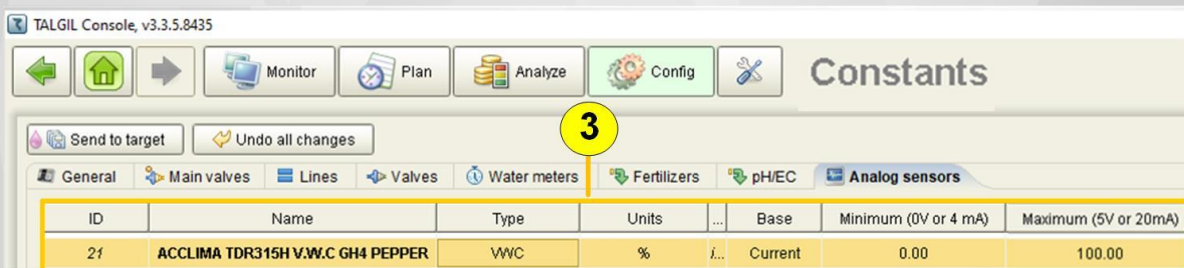 TALGIL Console, v3.3.5.8435
Monitor Plan Analyze Config Constants
Send to target Undo all changes 3
General Main valves Lines Valves Water meters Fertilizers pH/EC Analog sensors
ID Name Type Units ... Base Minimum (0V or 4 mA) Maximum (5V or 20mA)
21 ACCLIMA TDR315H V.W.C GH4 PEPPER VWC % i... Current 0.00 100.00